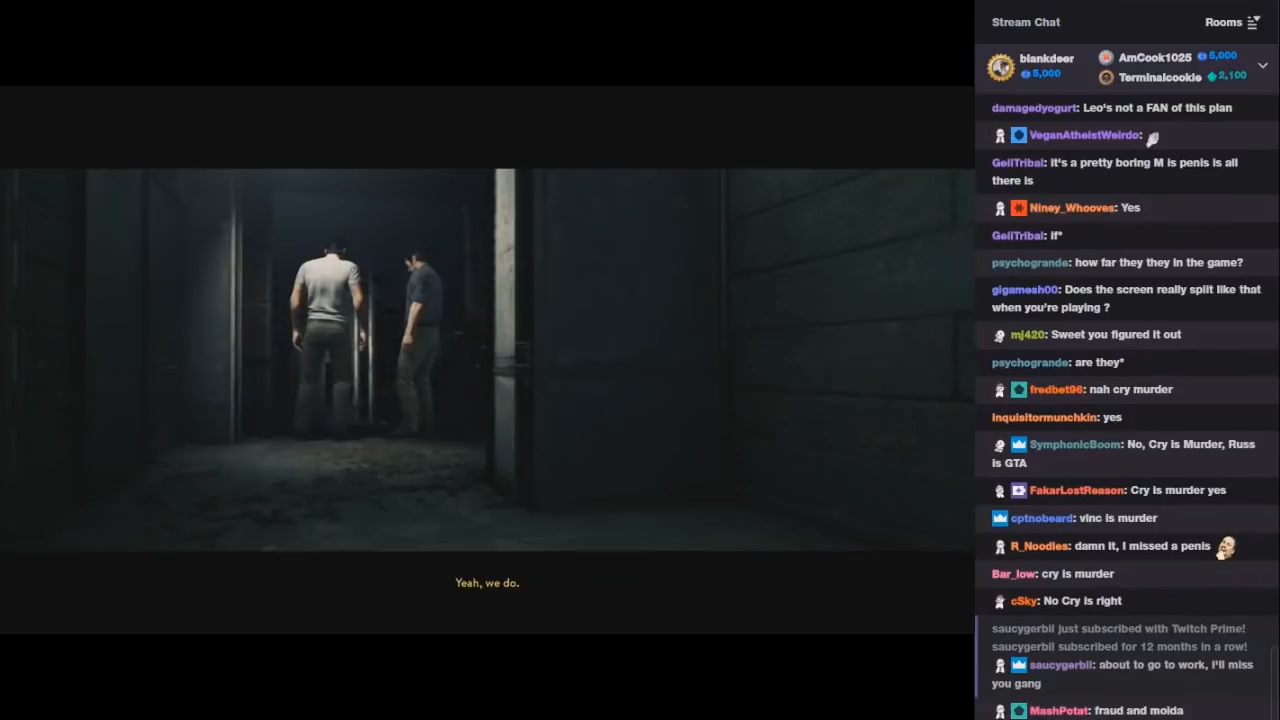 Stream Chat
Rooms
blankdeer
5,000
AmCook1025 5,000
Terminalcookie 2,100
damagedyogurt: Leo's not a FAN of this plan
VeganAtheistWeirdo:
GellTribal: it's a pretty boring M is penis is all
there is
Niney_Whooves: Yes
GellTribal: if*
psychogrande: how far they they in the game?
gigamesh00: Does the screen really split like that
when you're playing ?
mj420: Sweet you figured it out
psychogrande: are they*
fredbet96: nah cry murder
inquisitormunchkin: yes
SymphonicBoom: No, Cry is Murder, Russ
is GTA
FakarLostReason: Cry is murder yes
cptnobeard: vinc is murder
R_Noodles: damn it, I missed a penis
Bar_low: cry is murder
cSky: No Cry is right
saucygerbil just subscribed with Twitch Prime!
saucygerbil subscribed for 12 months in a row!
saucygerbil: about to go to work, I'll miss
you gang
MashPotat: fraud and molda
Yeah, we do.